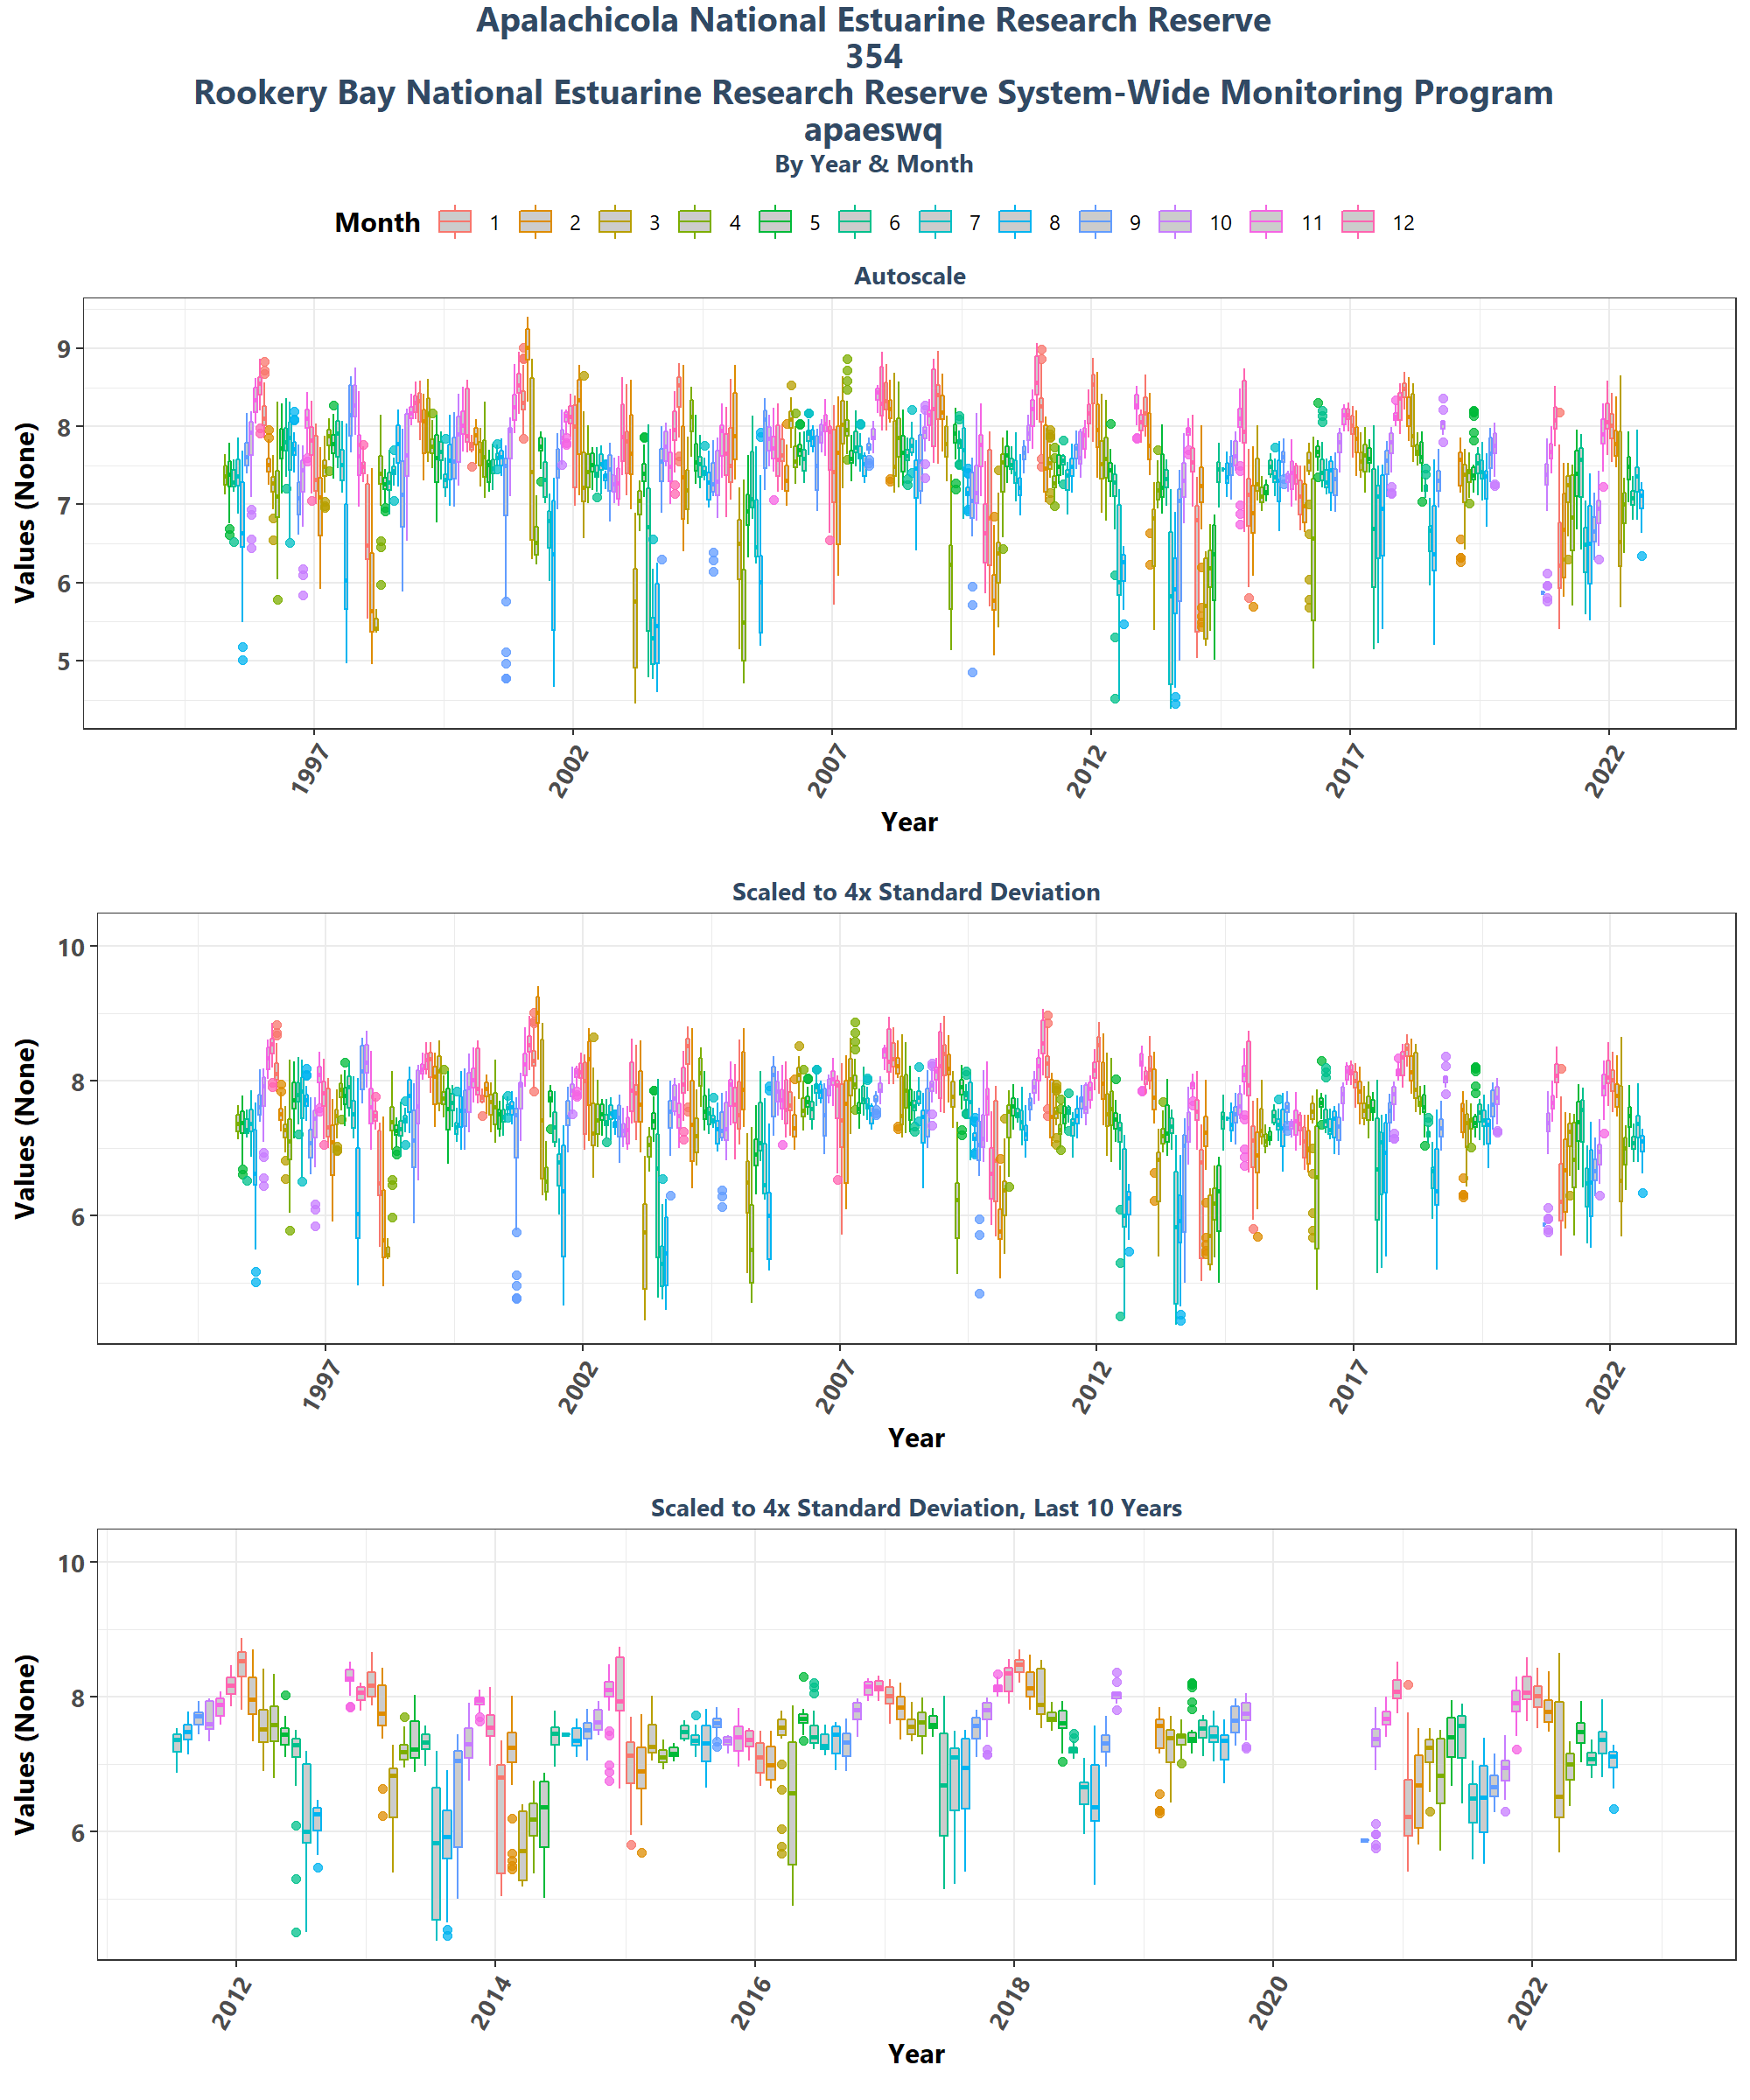 Apalachicola National Estuarine Research Reserve
354
Rookery Bay National Estuarine Research Reserve System-Wide Monitoring Program
apaeswq
By Year & Month
Month 1 2 3 4 5 6 7 8 9 10 11 12
Autoscale
Values (None)
9
8
7
6
5
1997 2002 2007 2012 2017 2022
Year
Scaled to 4x Standard Deviation
Values (None)
10
8
6
1997 2002 2007 2012 2017 2022
Year
Scaled to 4x Standard Deviation, Last 10 Years
Values (None)
10
8
6
2012 2014 2016 2018 2020 2022
Year